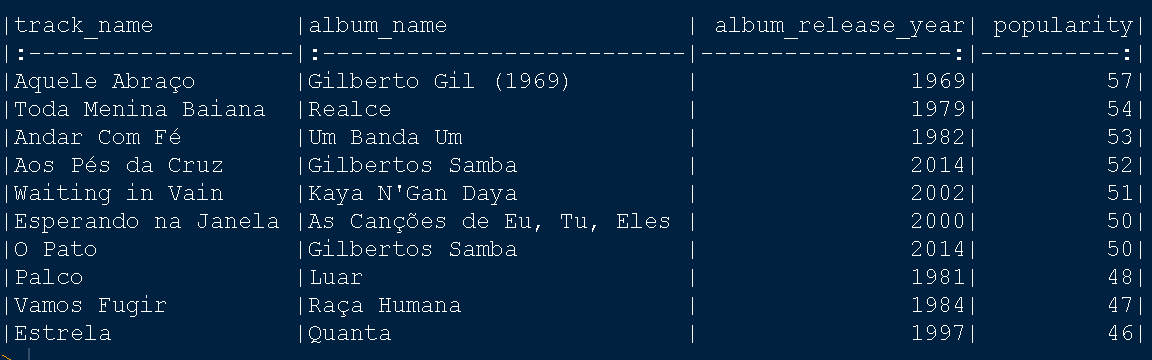 |track_name          |album_name                | album_release_year| popularity|
|:-------------------|:-------------------------|------------------:|----------:|
|Aquele Abraço       |Gilberto Gil (1969)       |               1969|         57|
|Toda Menina Baiana  |Realce                    |               1979|         54|
|Andar Com Fé        |Um Banda Um               |               1982|         53|
|Aos Pés da Cruz     |Gilbertos Samba           |               2014|         52|
|Waiting in Vain     |Kaya N'Gan Daya           |               2002|         51|
|Esperando na Janela |As Canções de Eu, Tu, Eles |               2000|         50|
|O Pato              |Gilbertos Samba           |               2014|         50|
|Palco               |Luar                      |               1981|         48|
|Vamos Fugir         |Raça Humana               |               1984|         47|
|Estrela             |Quanta                    |               1997|         46|
>